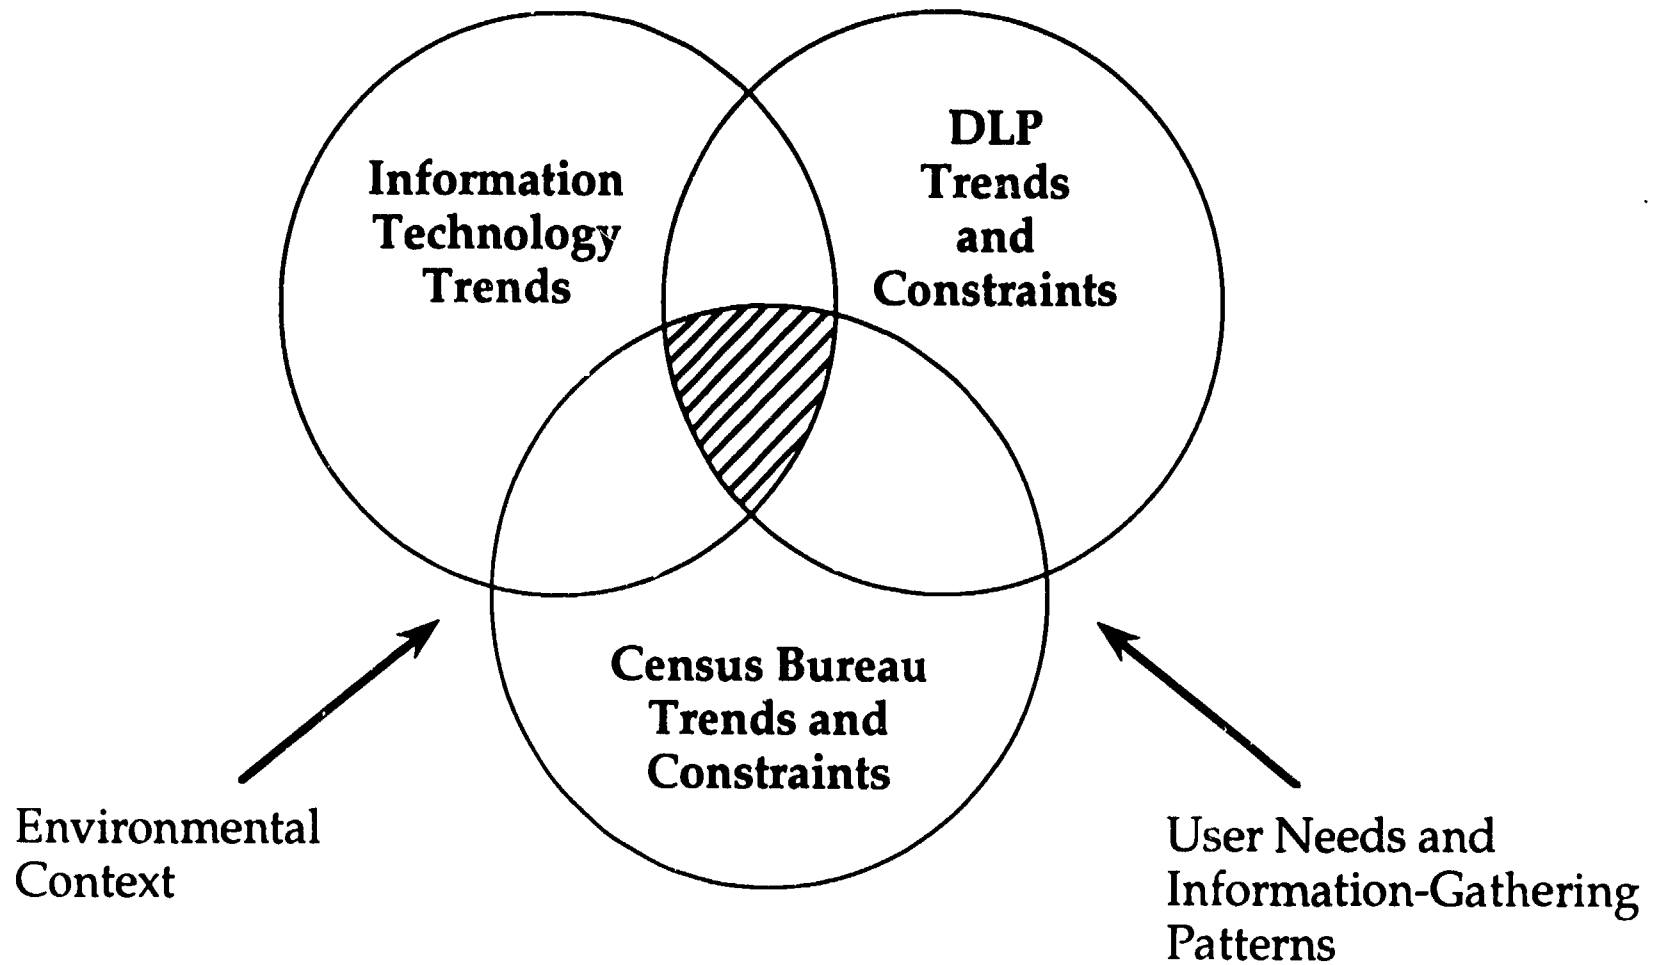 Information
Technology
Trends
DLP
Trends
and
Constraints
Census Bureau
Trends and
Constraints
Environmental
Context
User Needs and
Information-Gathering
Patterns